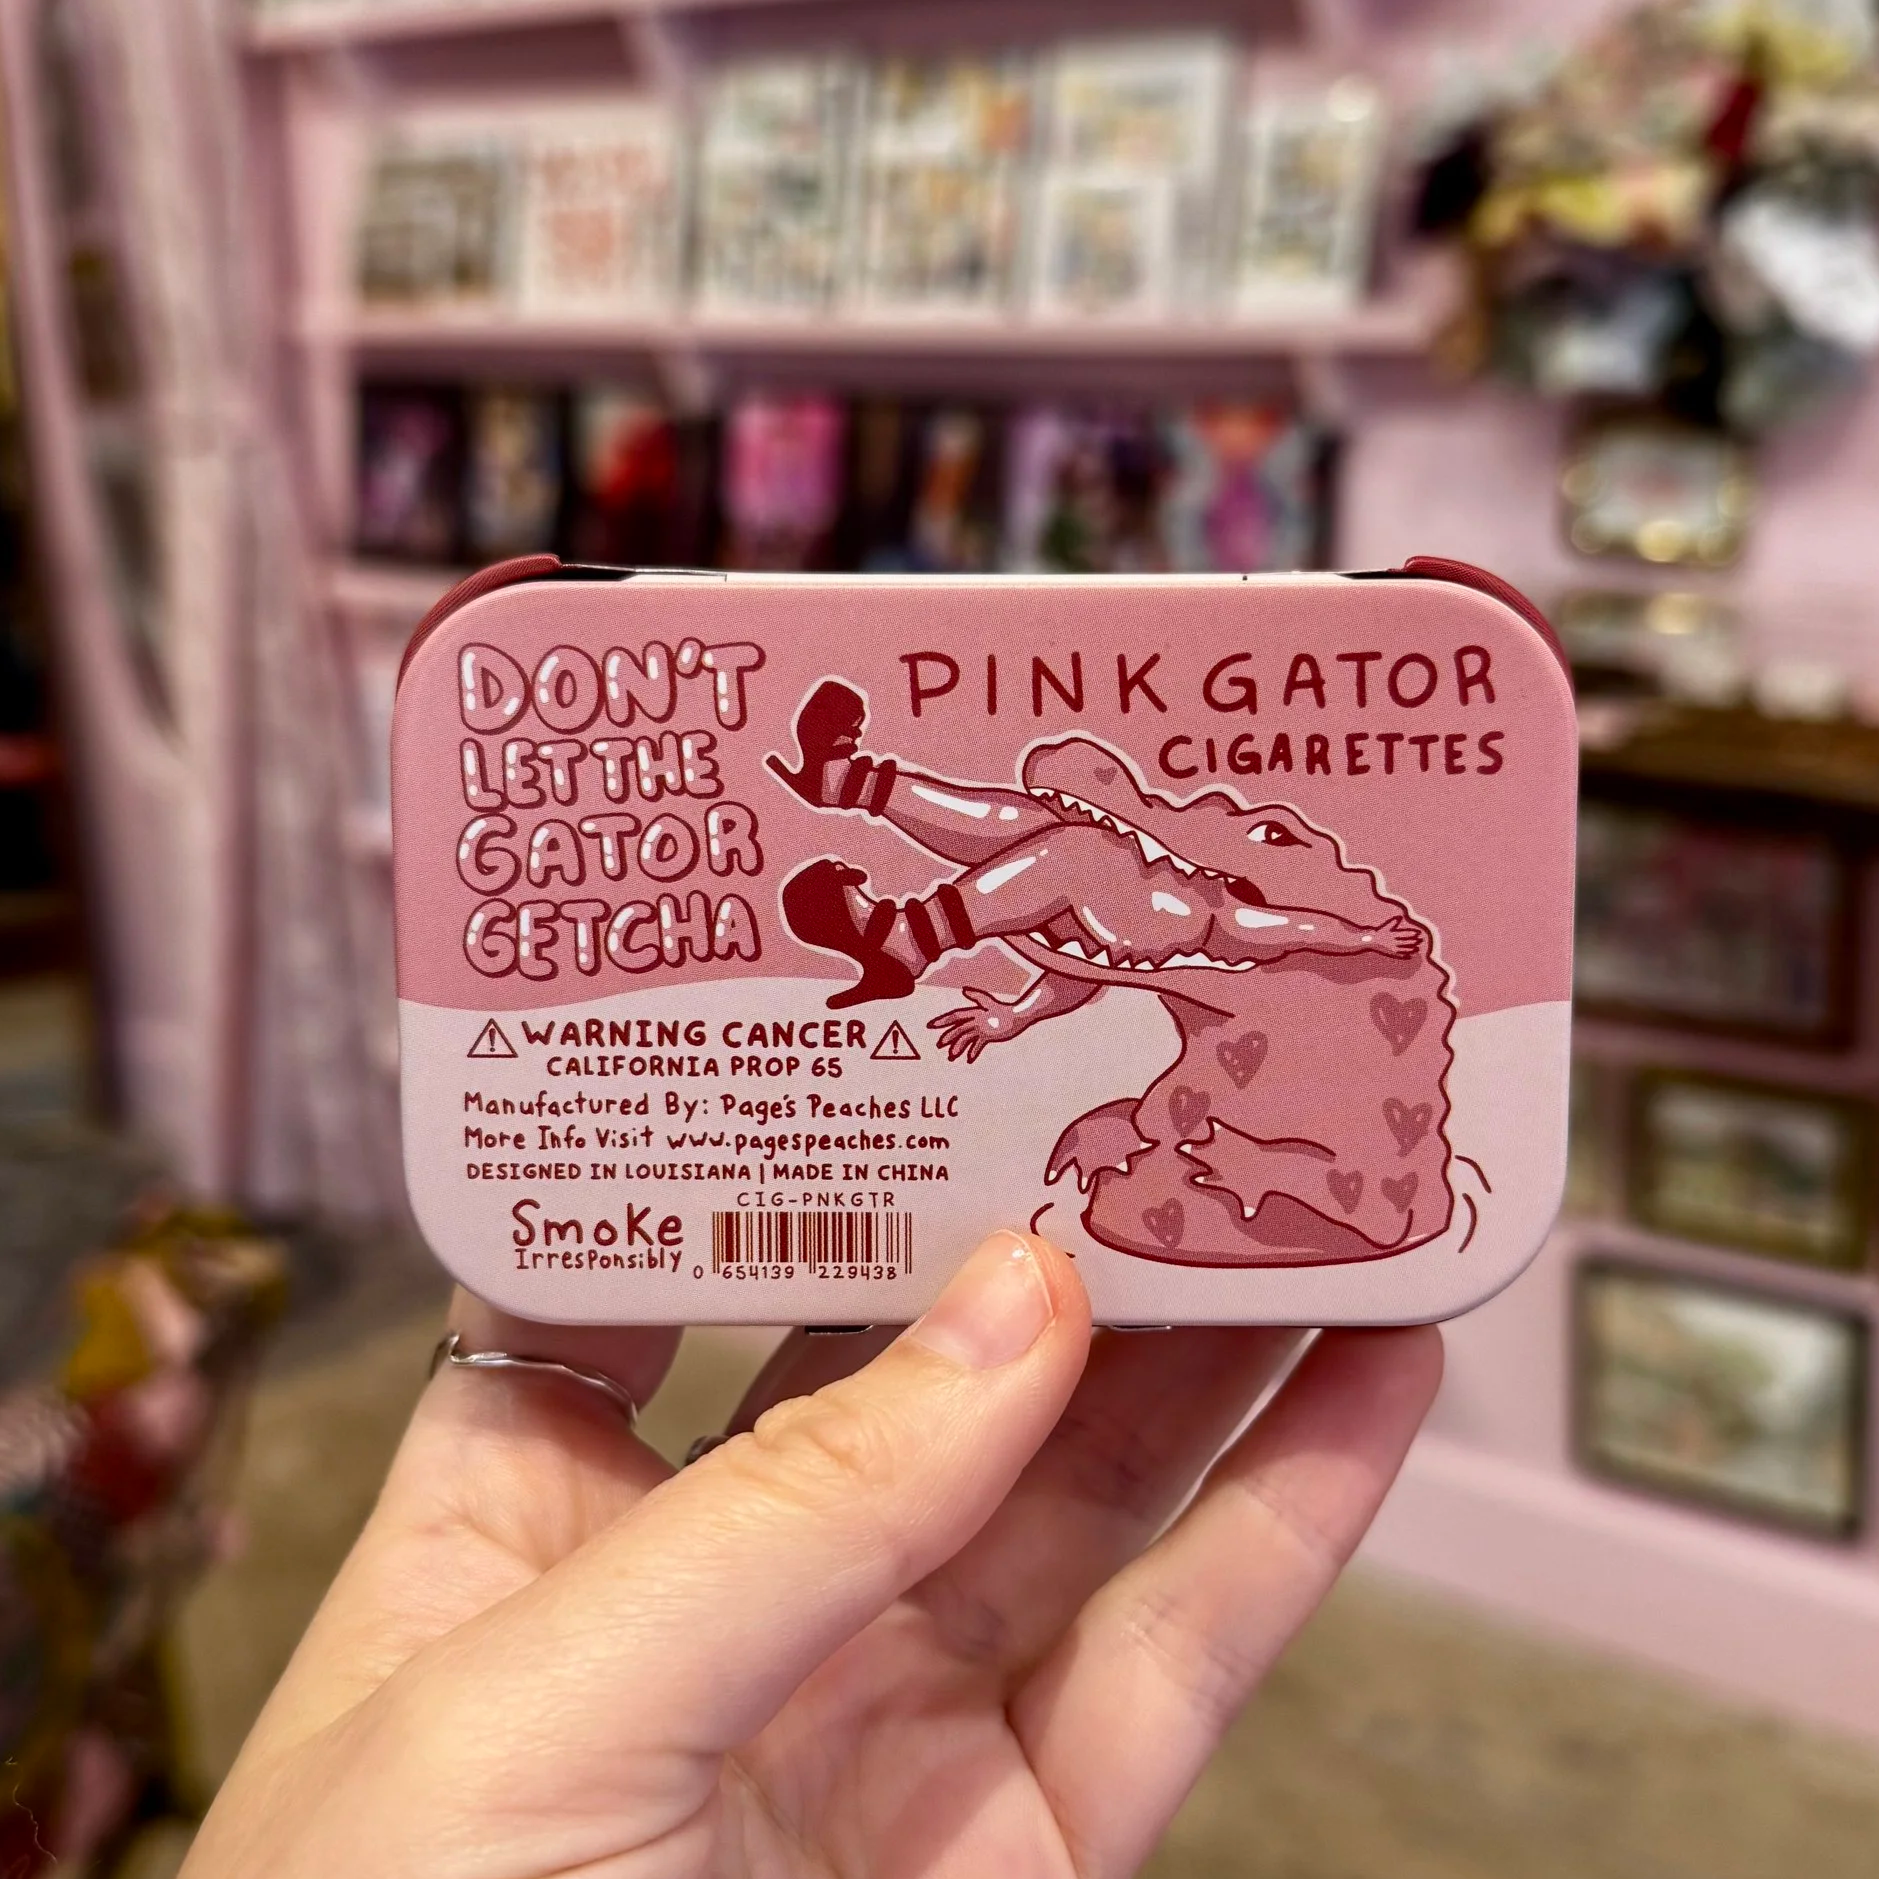 DON'T
LET THE
GATOR
GETCHA
PINK GATOR
CIGARETTES
WARNING CANCER
CALIFORNIA PROP 65
Manufactured By: Page's Peaches LLC
More Info Visit www.pagespeaches.com
DESIGNED IN LOUISIANA | MADE IN CHINA
Smoke
Irresponsibly
CIG-PNKGTR
0 654139 229438